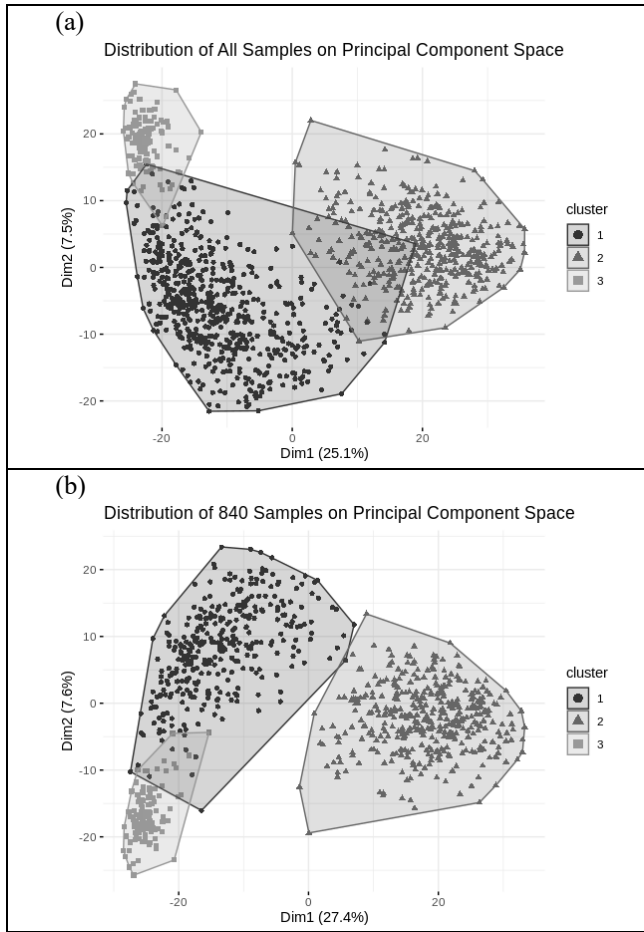 (a)
Distribution of All Samples on Principal Component Space
20
10
0
-10
-20
Dim2 (7.5%)
-20
0
20
Dim1 (25.1%)
cluster
1
2
3
(b)
Distribution of 840 Samples on Principal Component Space
20
10
0
-10
-20
Dim2 (7.6%)
-20
0
20
Dim1 (27.4%)
cluster
1
2
3